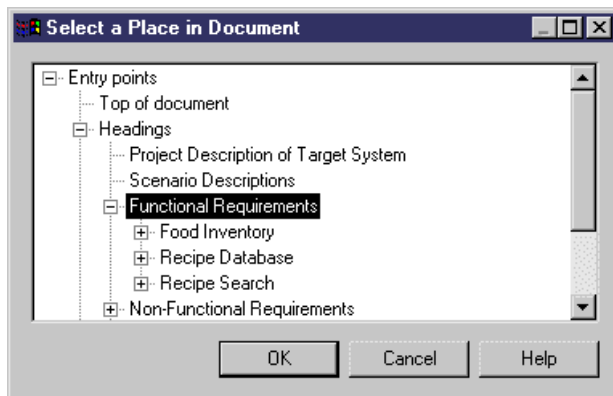 Select a Place in Document
Entry points
Top of document
Headings
Project Description of Target System
Scenario Descriptions
Functional Requirements
Food Inventory
Recipe Database
Recipe Search
Non-Functional Requirements
OK Cancel Help